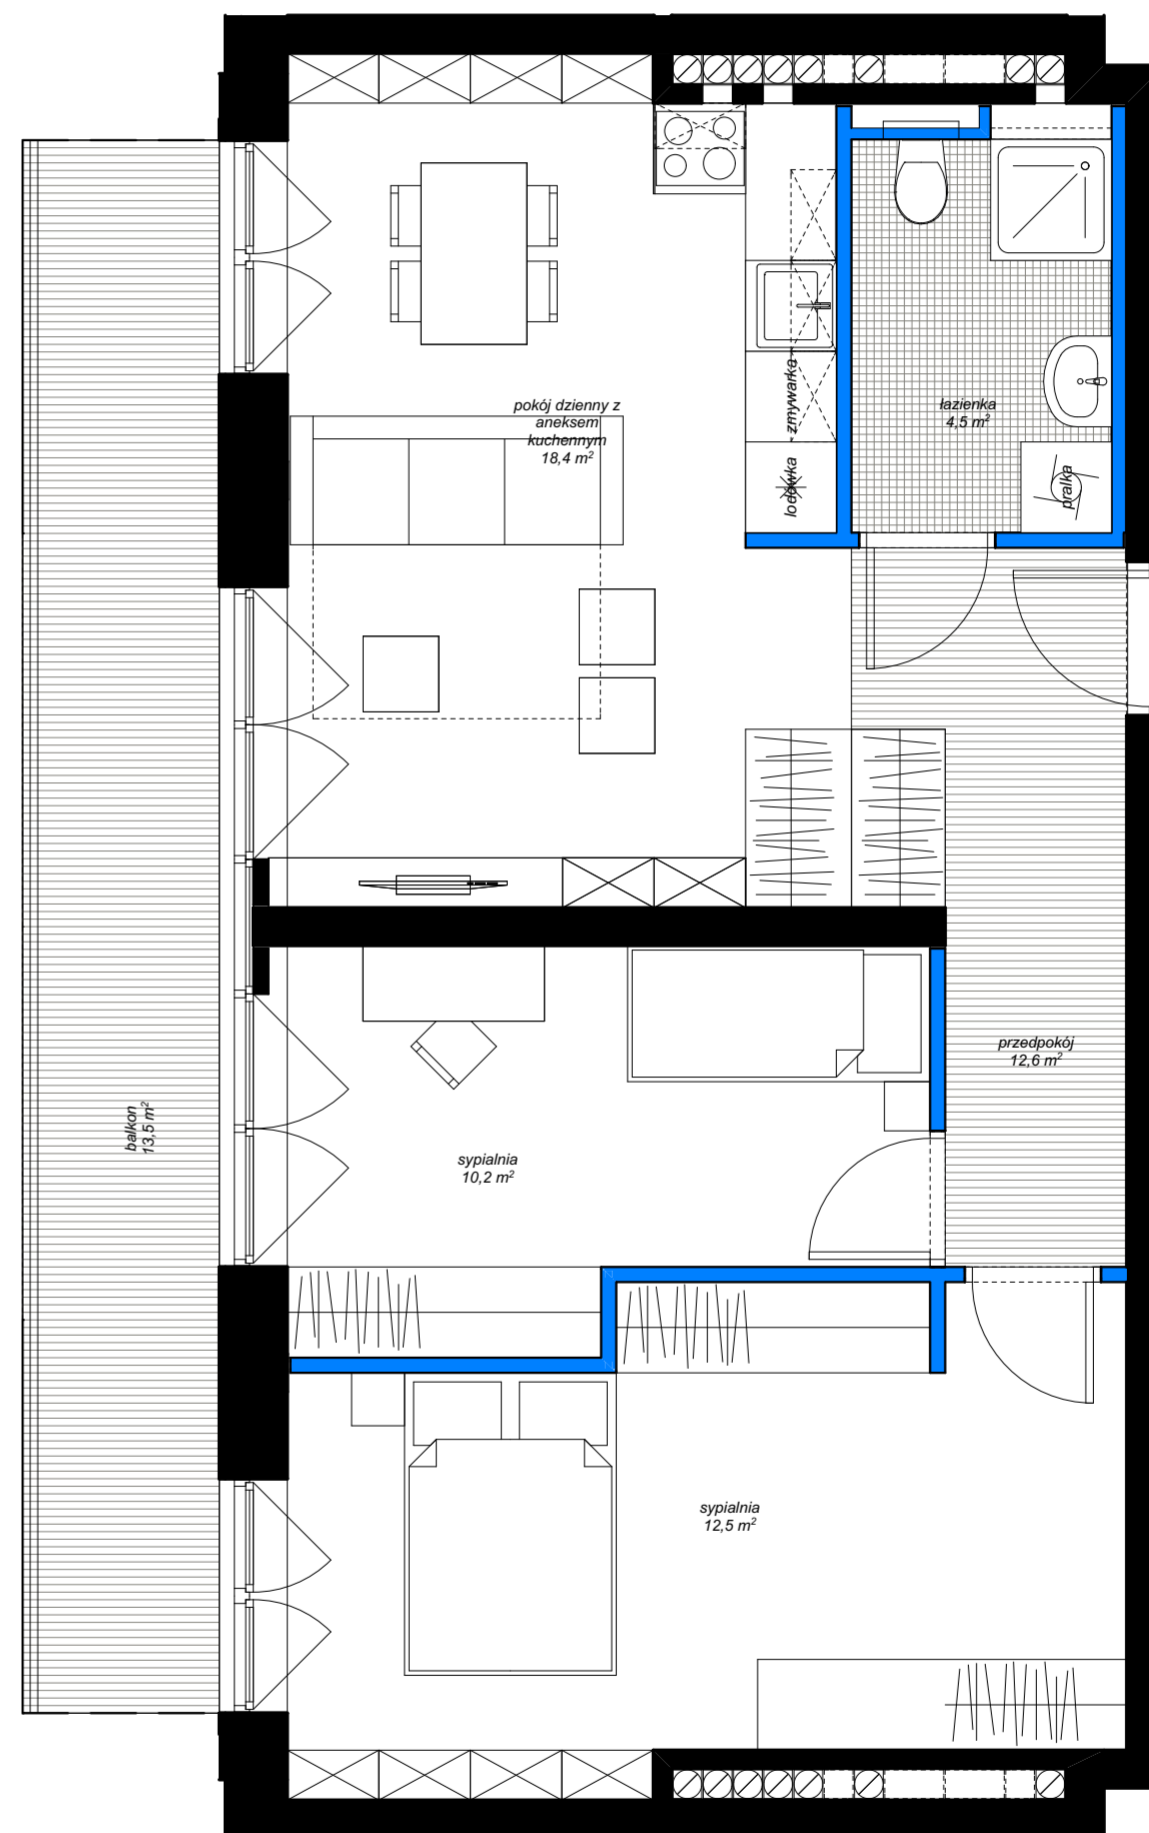 pokój dzienny z
aneksem
kuchennym
18,4 m²
zmywarka
lodówka
łazienka
4,5 m²
pralka
przedpokój
12,6 m²
balkon
13,5 m²
sypialnia
10,2 m²
sypialnia
12,5 m²